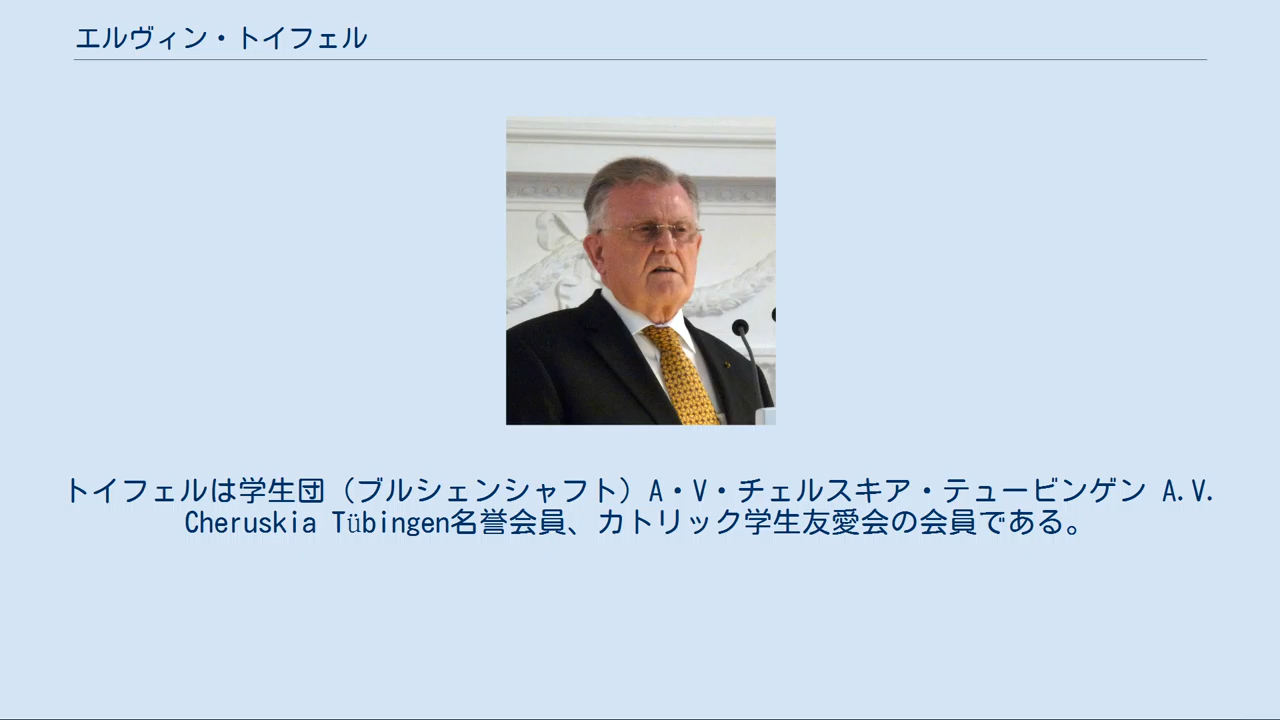 エルヴィン・トイフェル
トイフェルは学生団（ブルシェンシャフト）A・V・チェルスキア・テュービンゲン A.V.
Cheruskia Tübingen名誉会員、カトリック学生友愛会の会員である。